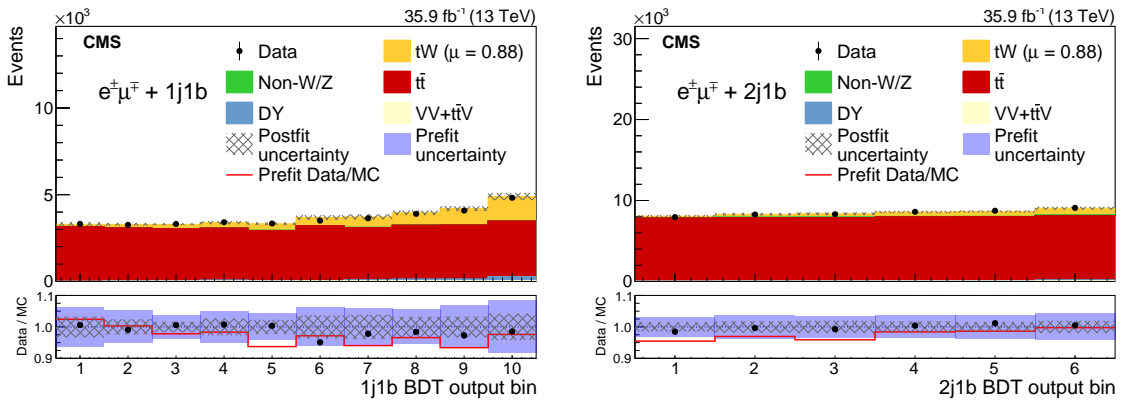 ×10³
35.9 fb⁻¹ (13 TeV)
Events
CMS
Data
tW (μ = 0.88)
e±μ∓ + 1j1b
Non-W/Z
tt̄
DY
VV+tt̄V
Postfit uncertainty
Prefit uncertainty
Prefit Data/MC
10
5
0
Data / MC
1.1
1.0
0.9
1 2 3 4 5 6 7 8 9 10
1j1b BDT output bin
×10³
35.9 fb⁻¹ (13 TeV)
Events
CMS
Data
tW (μ = 0.88)
e±μ∓ + 2j1b
Non-W/Z
tt̄
DY
VV+tt̄V
Postfit uncertainty
Prefit uncertainty
Prefit Data/MC
30
20
10
0
Data / MC
1.1
1.0
0.9
1 2 3 4 5 6
2j1b BDT output bin